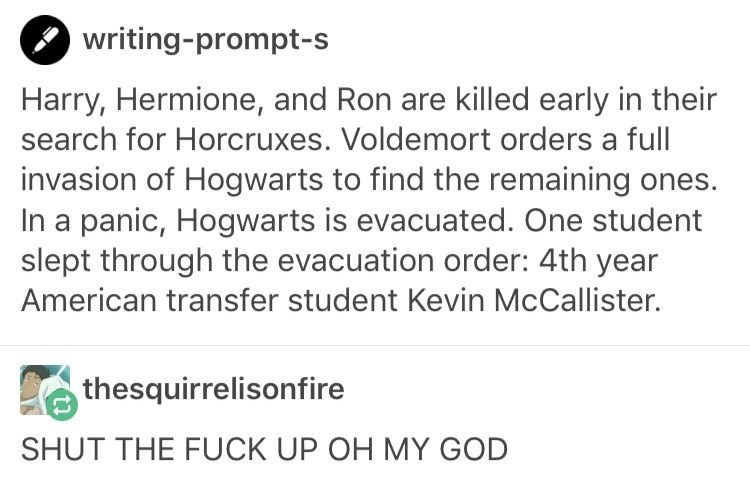 writing-prompt-s
Harry, Hermione, and Ron are killed early in their
search for Horcruxes. Voldemort orders a full
invasion of Hogwarts to find the remaining ones.
In a panic, Hogwarts is evacuated. One student
slept through the evacuation order: 4th year
American transfer student Kevin McCallister.
thesquirrelisonfire
SHUT THE FUCK UP OH MY GOD